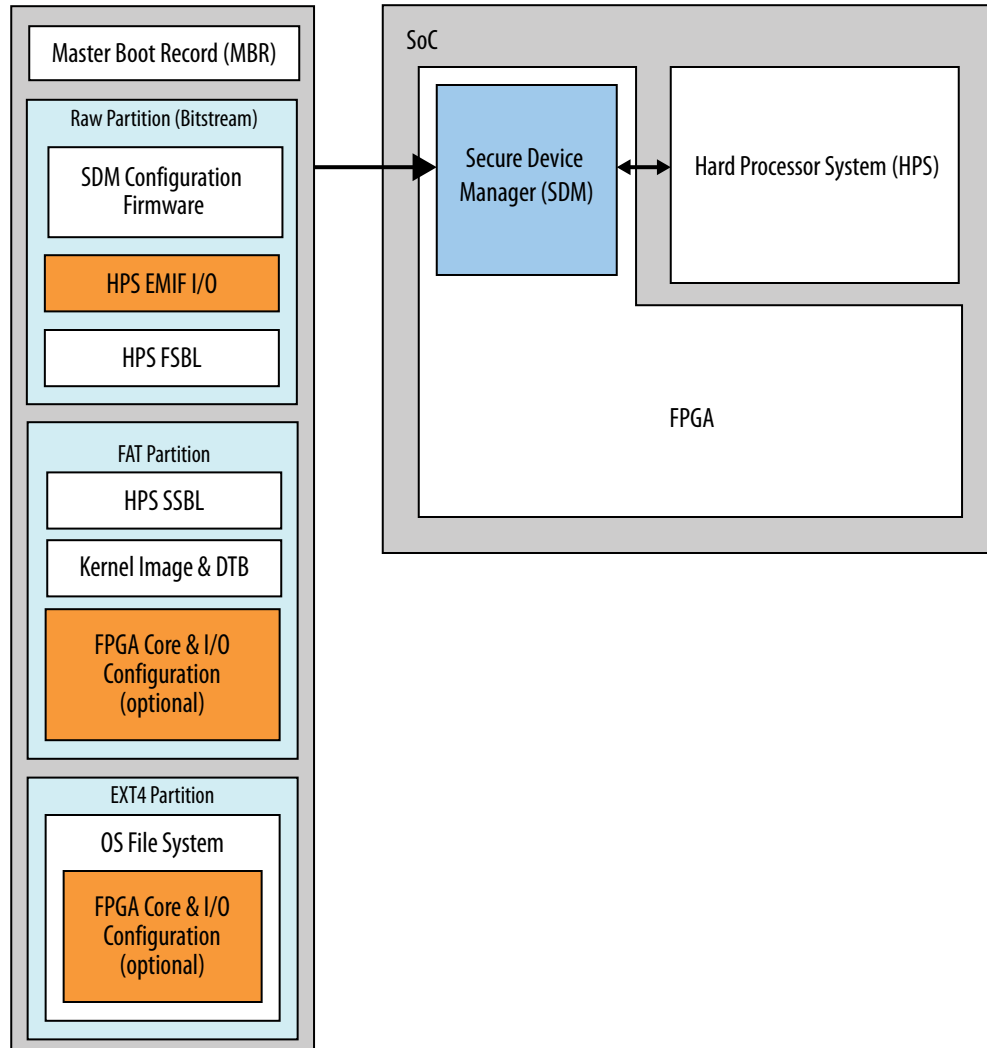 Master Boot Record (MBR)
Raw Partition (Bitstream)
SDM Configuration
Firmware
HPS EMIF I/O
HPS FSBL
FAT Partition
HPS SSBL
Kernel Image & DTB
FPGA Core & I/O
Configuration
(optional)
EXT4 Partition
OS File System
FPGA Core & I/O
Configuration
(optional)
SoC
Secure Device
Manager (SDM)
Hard Processor System (HPS)
FPGA